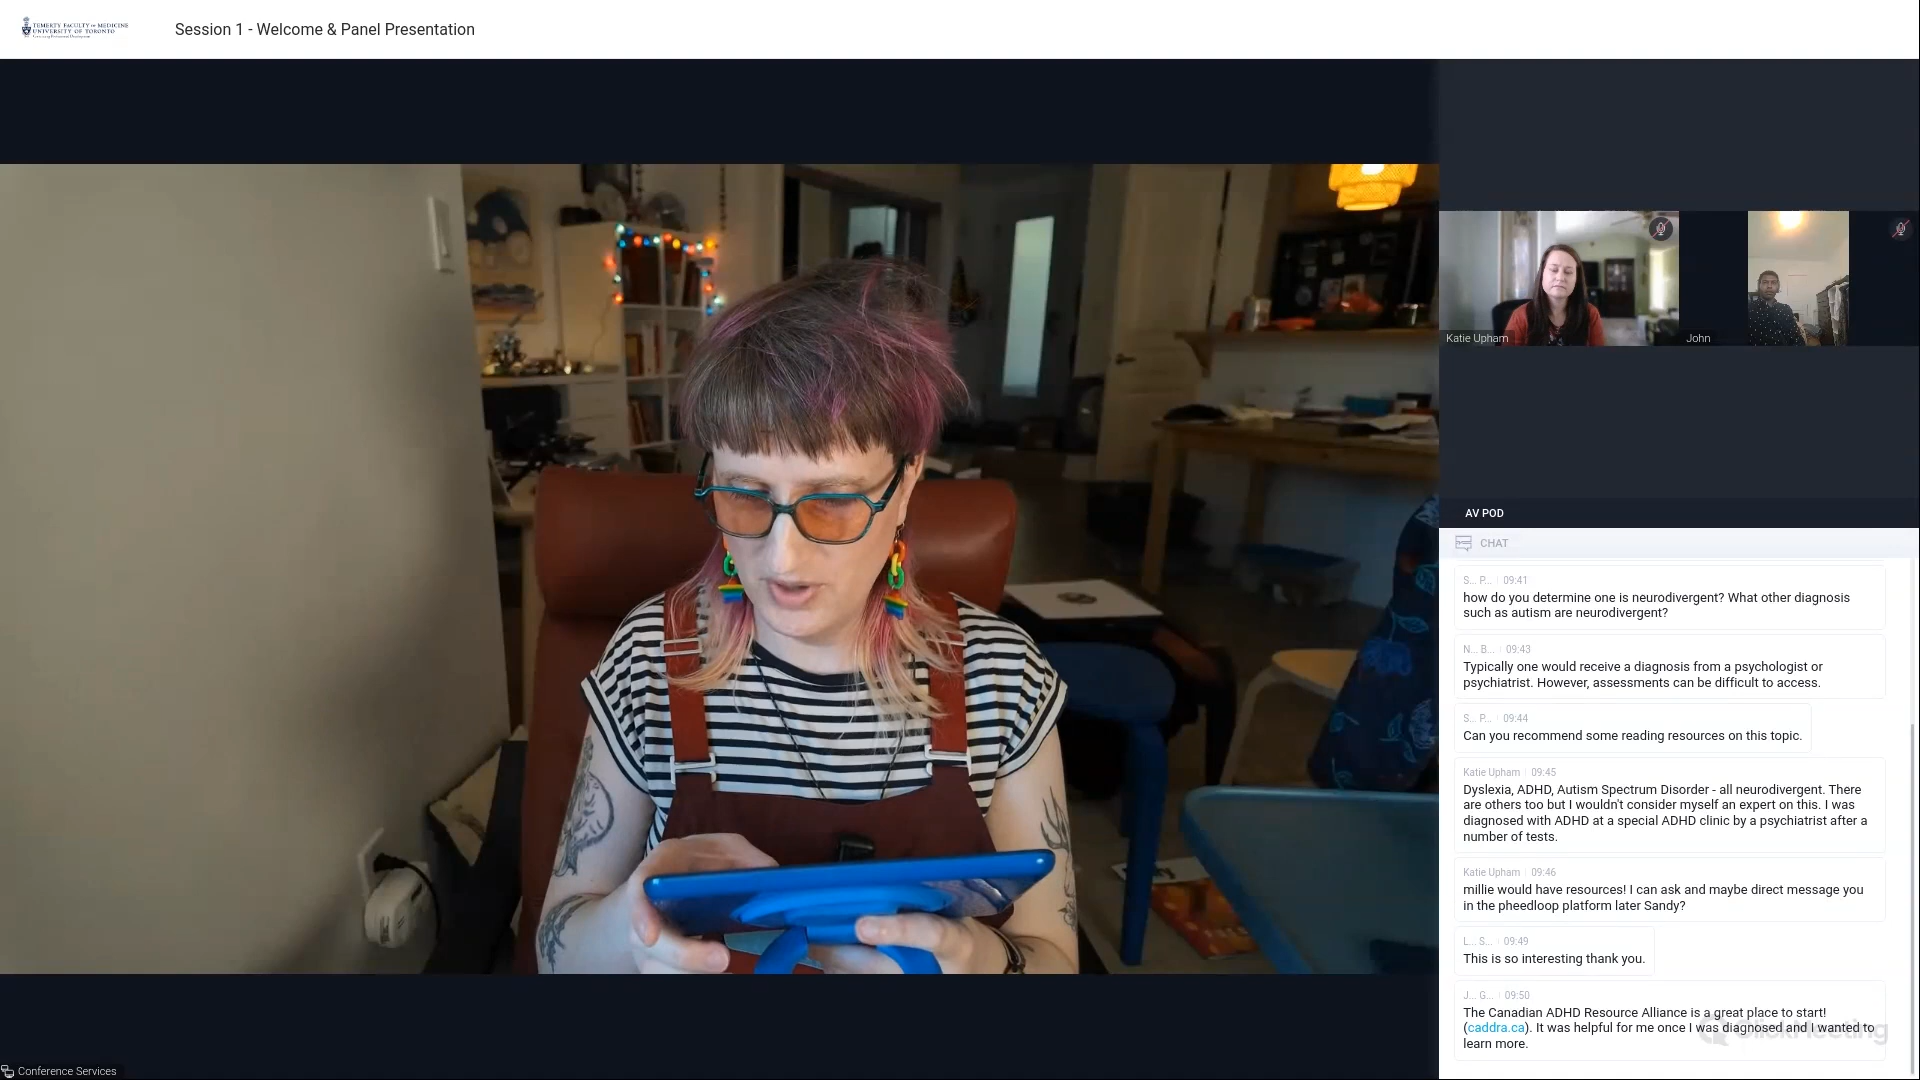 TEMERTY FACULTY OF MEDICINE
UNIVERSITY OF TORONTO
Session 1 - Welcome & Panel Presentation
Katie Upham
John
AV POD
CHAT
S... P... 09:41
how do you determine one is neurodivergent? What other diagnosis
such as autism are neurodivergent?
N... B... 09:43
Typically one would receive a diagnosis from a psychologist or
psychiatrist. However, assessments can be difficult to access.
S... P... 09:44
Can you recommend some reading resources on this topic.
Katie Upham 09:45
Dyslexia, ADHD, Autism Spectrum Disorder - all neurodivergent. There
are others too but I wouldn't consider myself an expert on this. I was
diagnosed with ADHD at a special ADHD clinic by a psychiatrist after a
number of tests.
Katie Upham 09:46
millie would have resources! I can ask and maybe direct message you
in the pheedloop platform later Sandy?
L... S... 09:49
This is so interesting thank you.
J... G... 09:50
The Canadian ADHD Resource Alliance is a great place to start!
(caddra.ca). It was helpful for me once I was diagnosed and I wanted to
learn more.
ClickMeeting
Conference Services